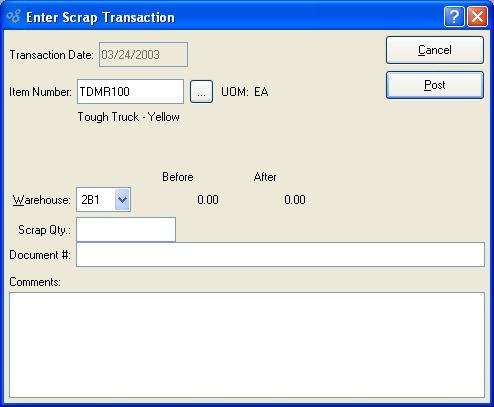 Enter Scrap Transaction
Transaction Date: 03/24/2003
Cancel
Item Number: TDMR100 ... UOM: EA
Post
Tough Truck - Yellow
Before After
Warehouse: 2B1 0.00 0.00
Scrap Qty.:
Document #:
Comments: